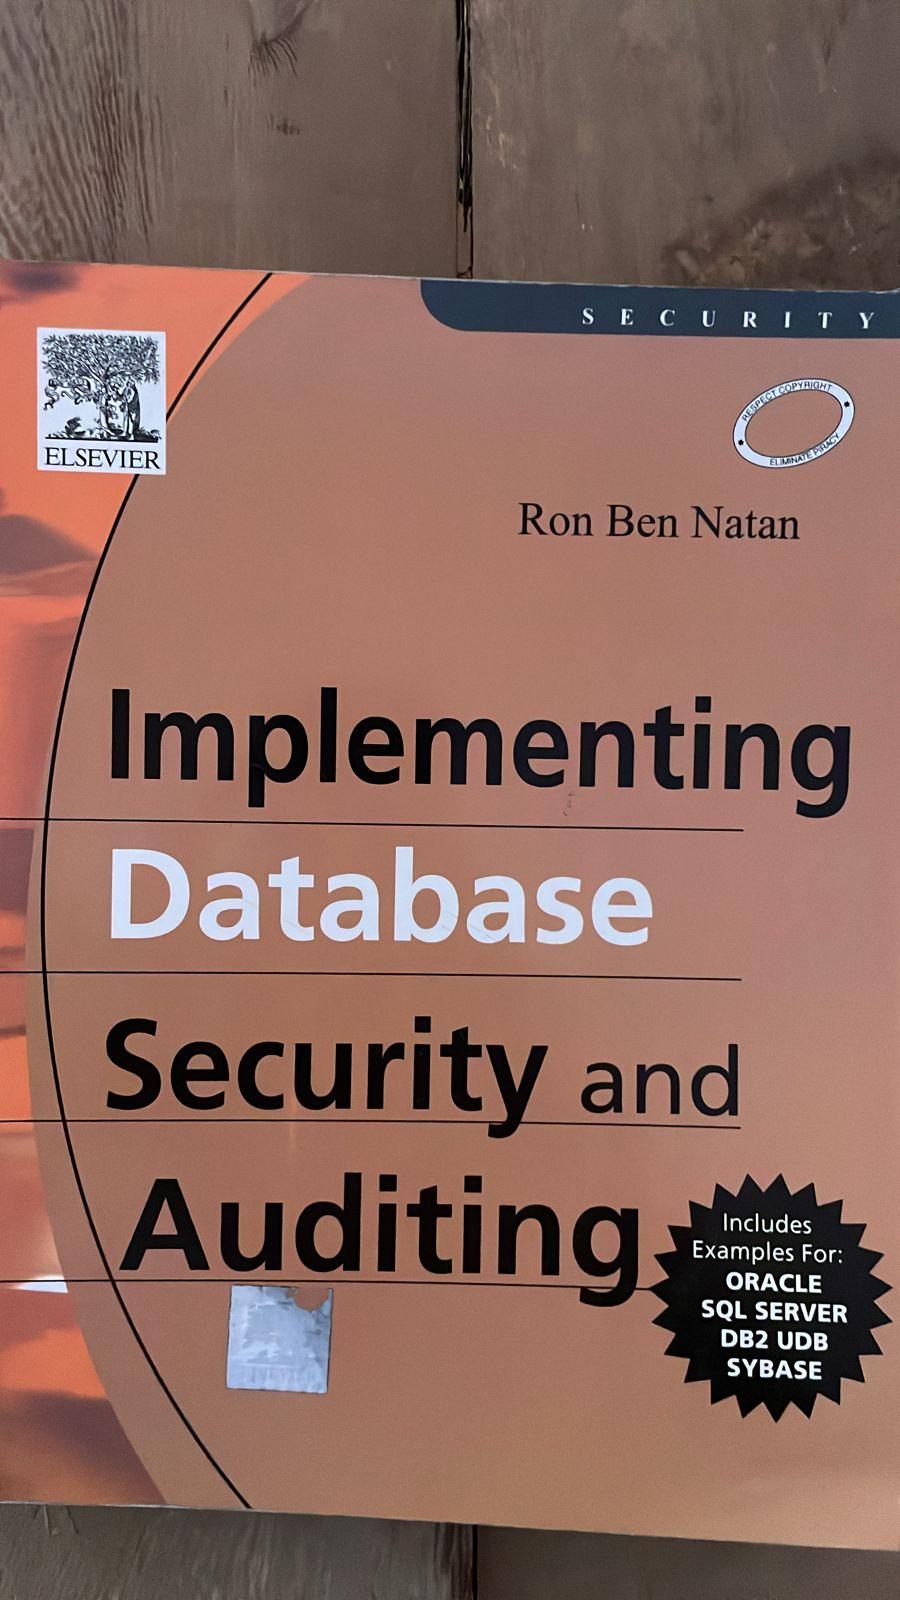 SECURITY
ELSEVIER
RESPECT COPYRIGHT
ELIMINATE PIRACY
Ron Ben Natan
Implementing
Database
Security and
Auditing
Includes
Examples For:
ORACLE
SQL SERVER
DB2 UDB
SYBASE